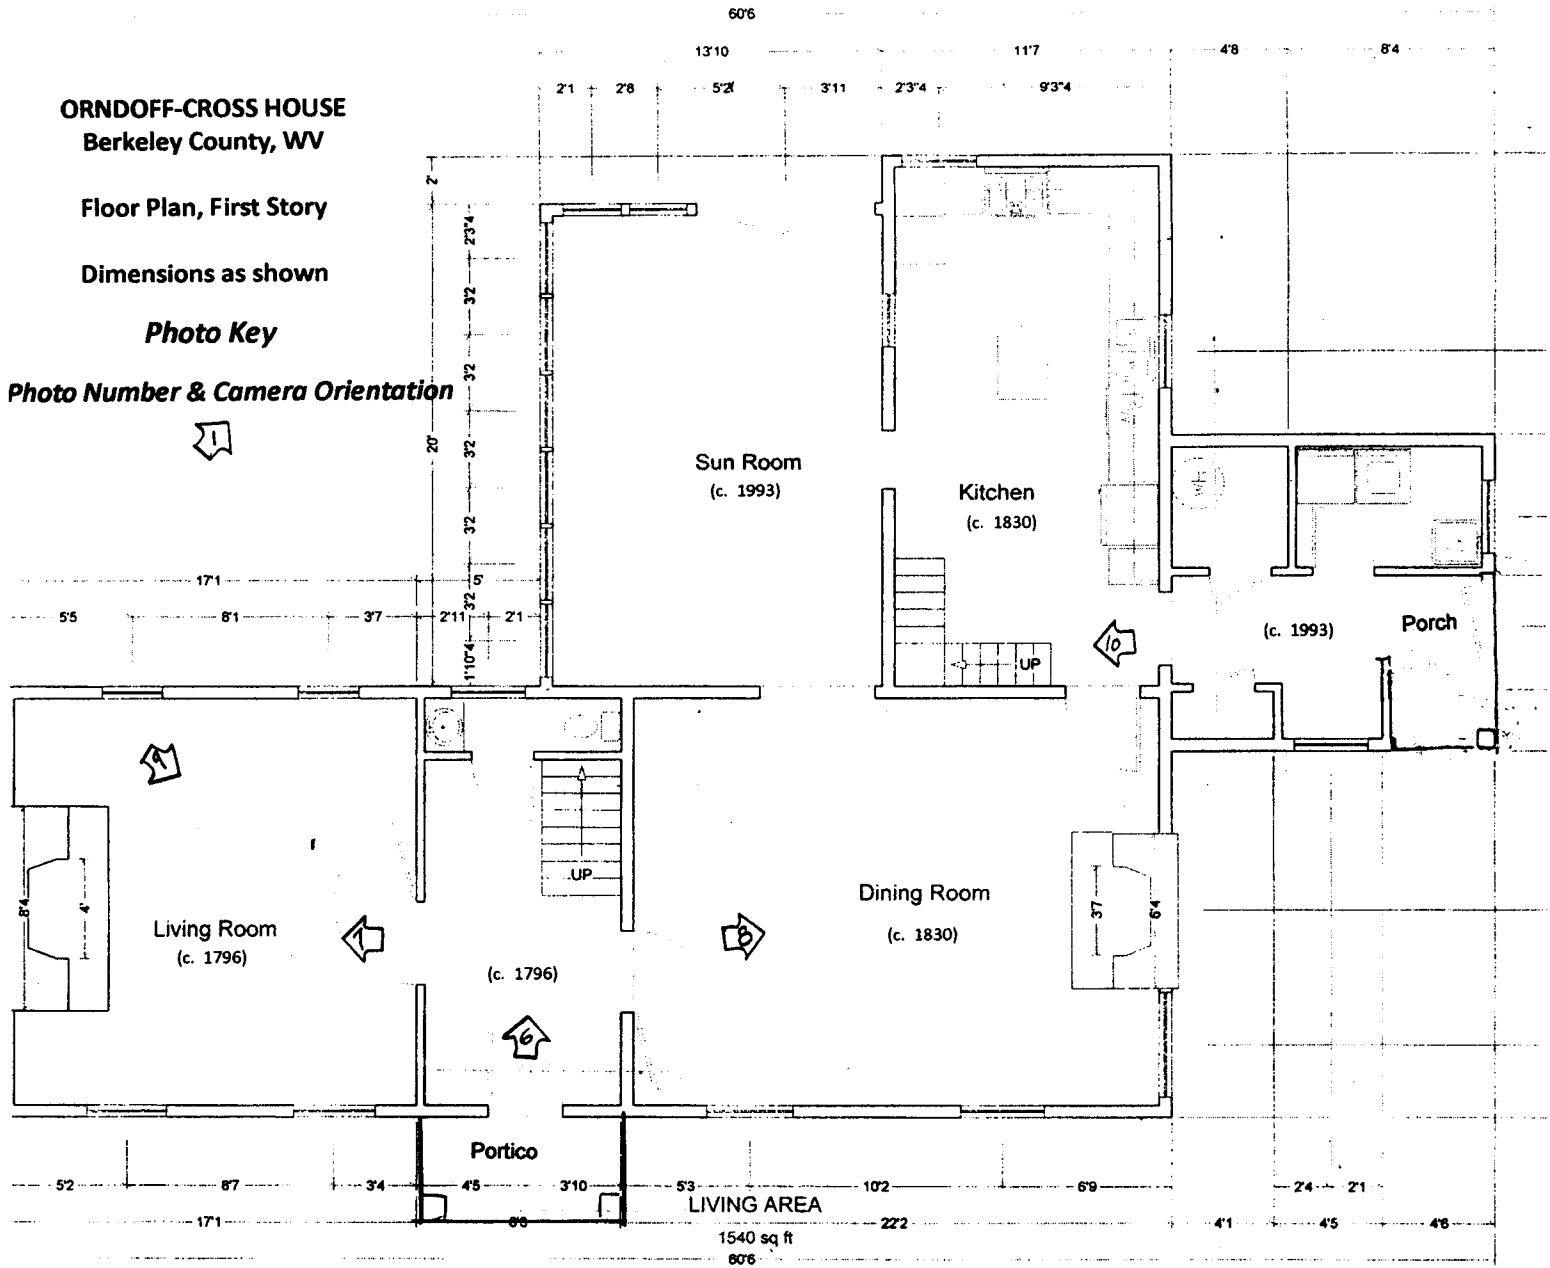 60'6
13'10 11'7 4'8 8'4
2'1 2'8 5'2 3'11 2'3"4 9'3"4
ORNDOFF-CROSS HOUSE
Berkeley County, WV
Floor Plan, First Story
Dimensions as shown
Photo Key
Photo Number & Camera Orientation
1
2'
20'
2'3"4
3'2
3'2
3'2
3'2
3'2
1'10"4
Sun Room
(c. 1993)
Kitchen
(c. 1830)
WH
17'1 5'
5'5 8'1 3'7 2'11 2'1
(c. 1993)
Porch
10
UP
9
UP
8'4
4'
Living Room
(c. 1796)
7
(c. 1796)
6
8
Dining Room
(c. 1830)
3'7
6'4
Portico
5'2 8'7 3'4 4'5 3'10 5'3 10'2 6'9 2'4 2'1
LIVING AREA
17'1 22'2 4'1 4'5 4'6
1540 sq ft
60'6